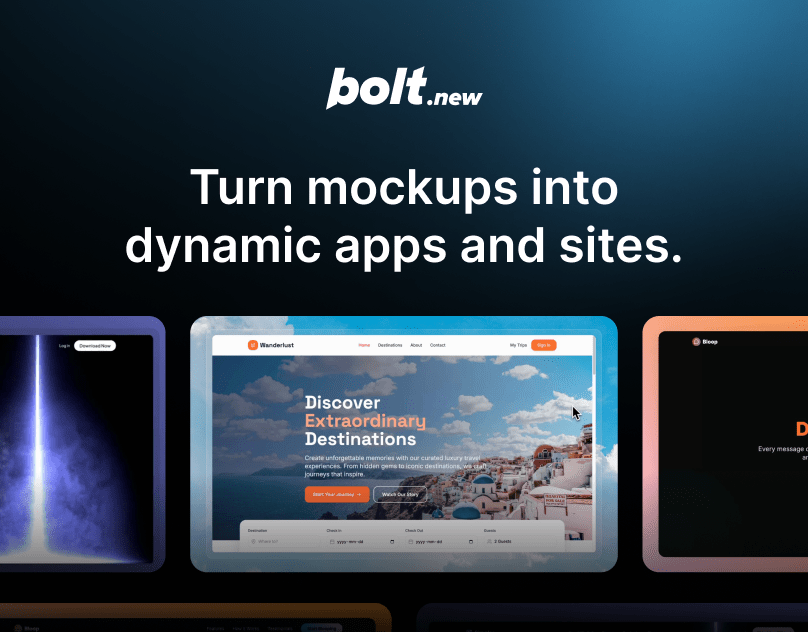 bolt.new
Turn mockups into
dynamic apps and sites.
Log in
Download Now
Wanderlust
Home Destinations About Contact
My Trips
Sign In
Discover
Extraordinary
Destinations
Create unforgettable memories with our curated luxury travel
experiences. From hidden gems to iconic destinations, we craft
journeys that inspire.
Start Your Journey →
Watch Our Story
Destination Check In Check Out Guests
Where to? yyyy-mm-dd yyyy-mm-dd 2 Guests
Bloop
D
Every message
Bloop